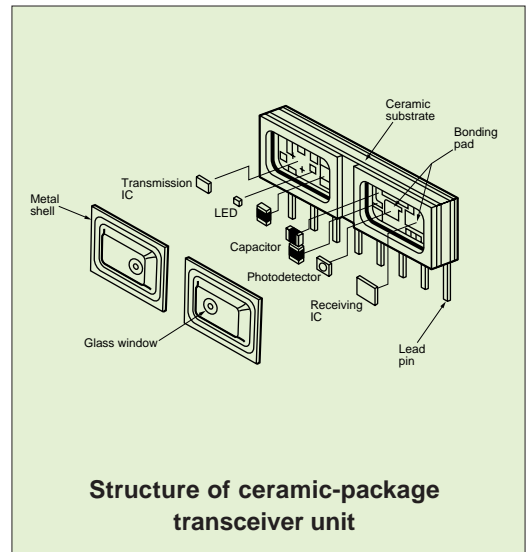 Ceramic
substrate
Bonding
pad
Transmission
IC
LED
Metal
shell
Capacitor
Photodetector
Receiving
IC
Glass window
Lead
pin
Structure of ceramic-package
transceiver unit